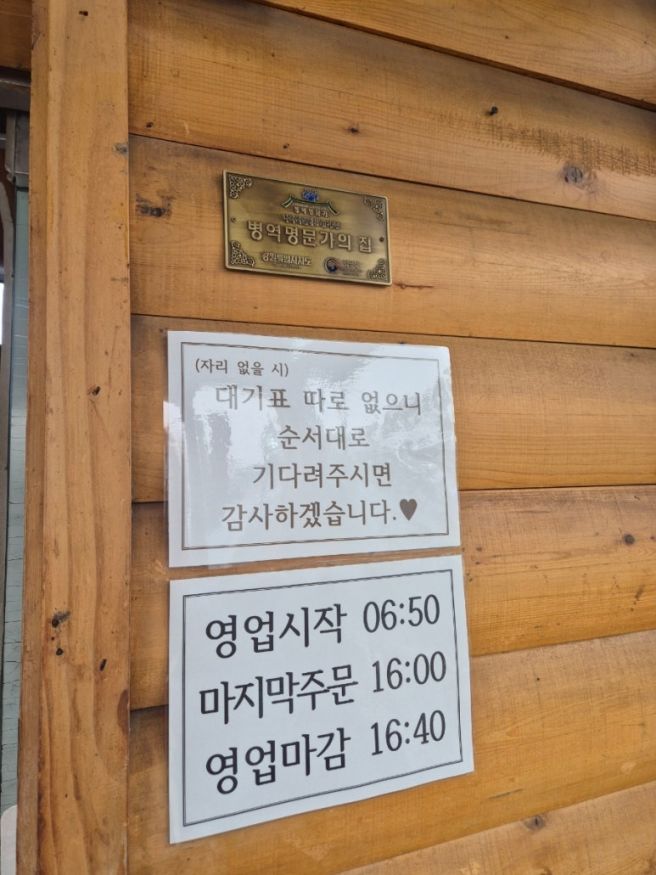 병역명문가의 집
(자리 없을 시)
대기표 따로 없으니
순서대로
기다려주시면
감사하겠습니다.♥
영업시작 06:50
마지막주문 16:00
영업마감 16:40